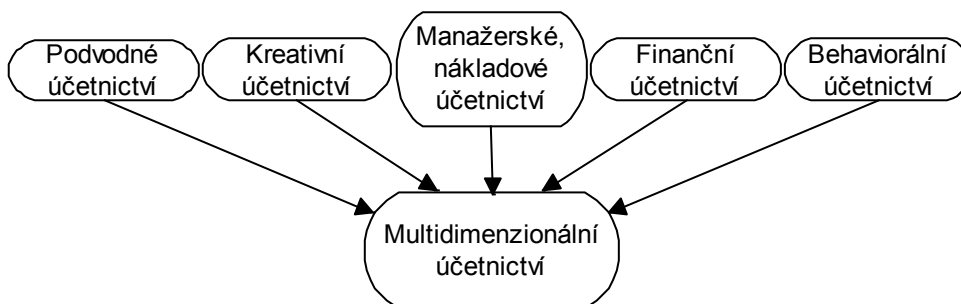 Podvodné
účetnictví
Kreativní
účetnictví
Manažerské,
nákladové
účetnictví
Finanční
účetnictví
Behaviorální
účetnictví
Multidimenzionální
účetnictví